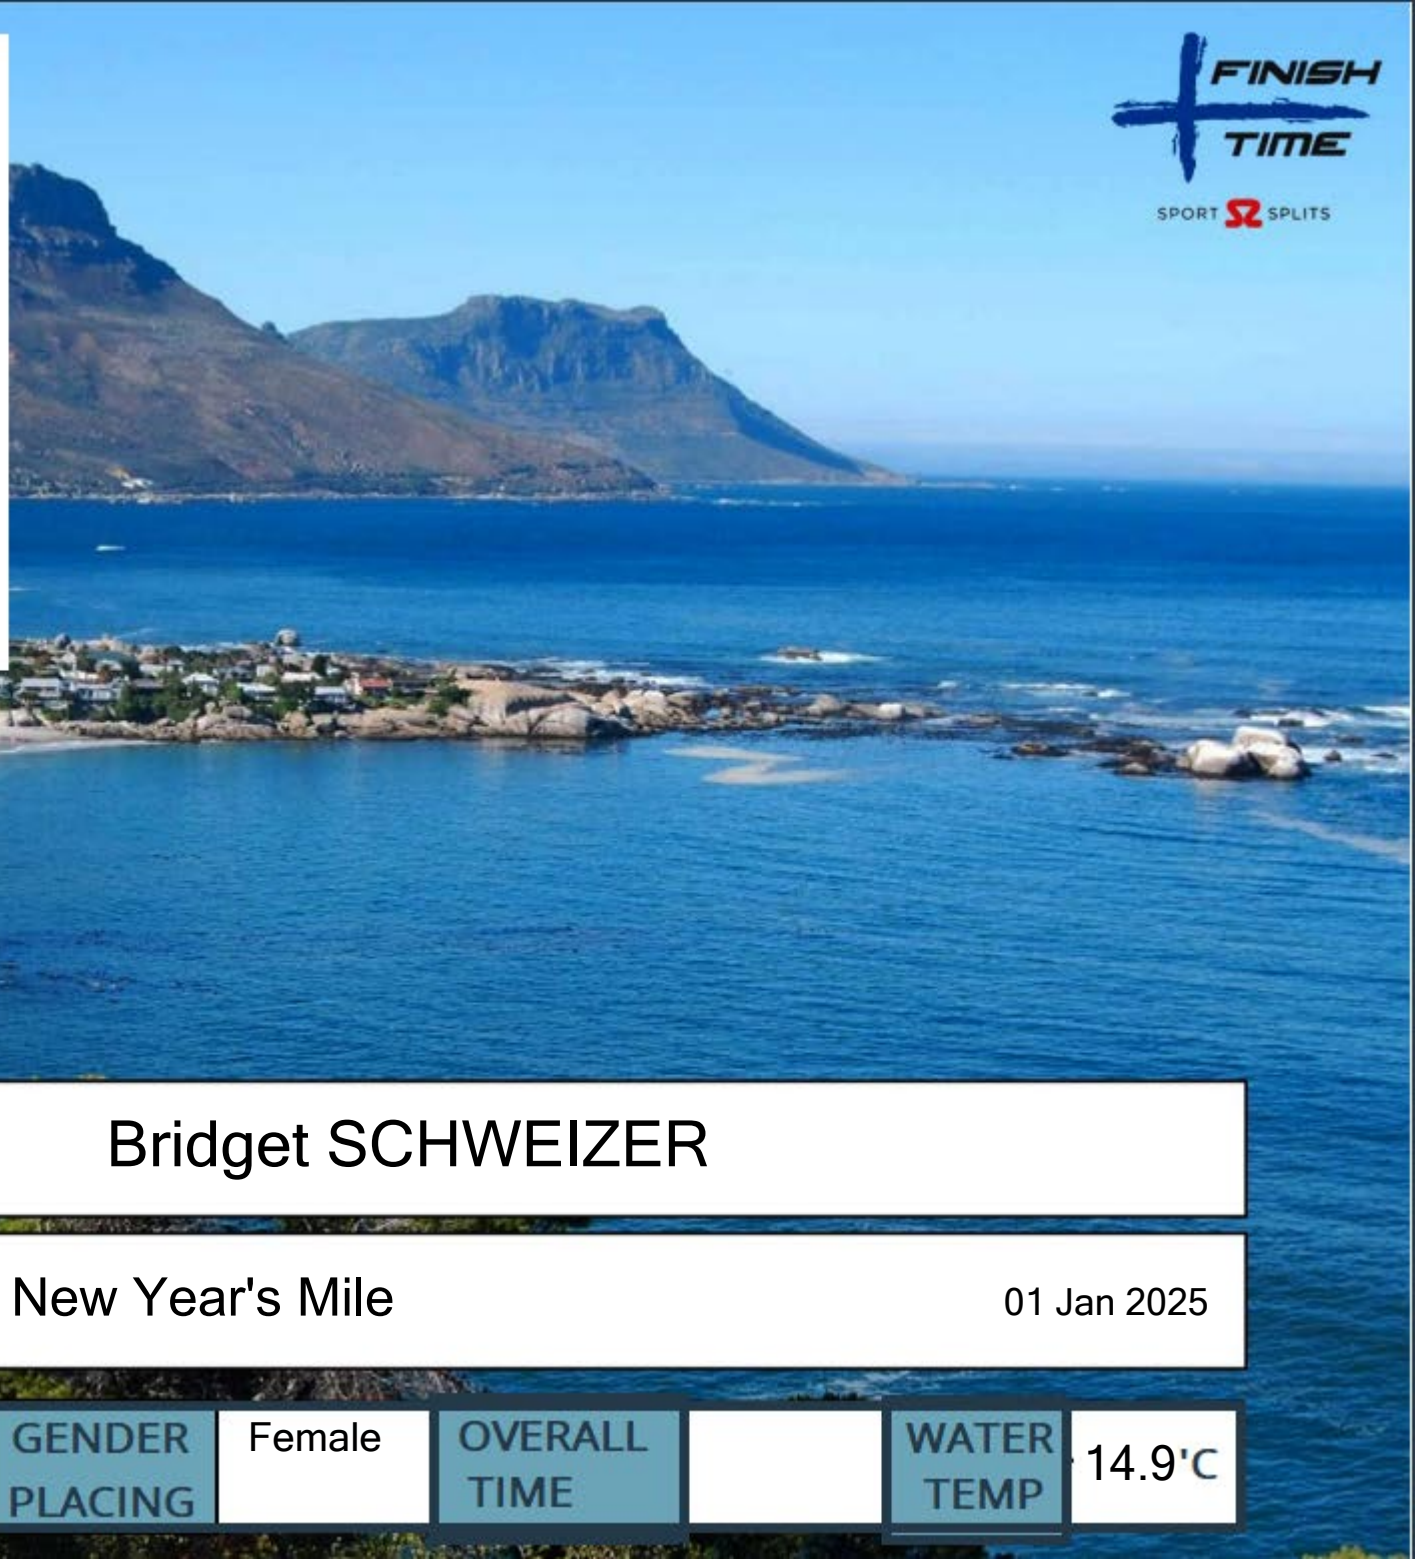 FINISH
TIME
SPORT SPLITS
Bridget SCHWEIZER
New Year's Mile 01 Jan 2025
GENDER PLACING Female
OVERALL TIME
WATER TEMP 14.9'C